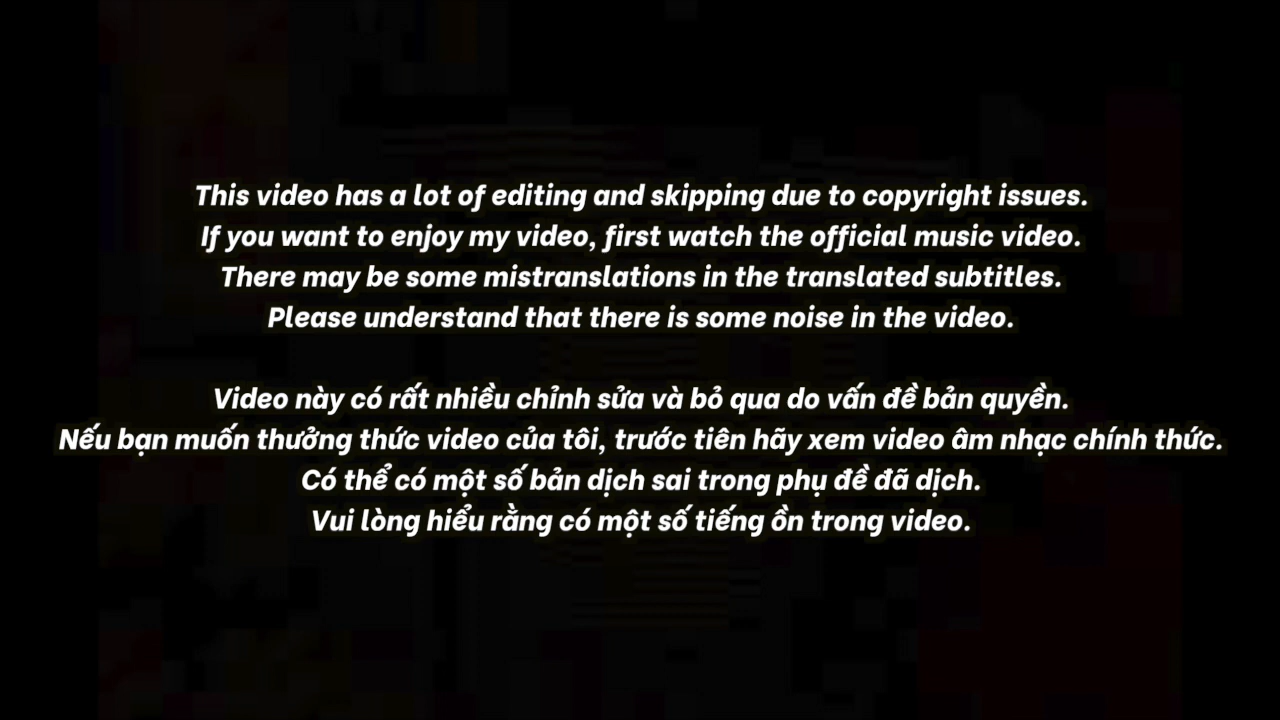 This video has a lot of editing and skipping due to copyright issues.
If you want to enjoy my video, first watch the official music video.
There may be some mistranslations in the translated subtitles.
Please understand that there is some noise in the video.
Video này có rất nhiều chỉnh sửa và bỏ qua do vấn đề bản quyền.
Nếu bạn muốn thưởng thức video của tôi, trước tiên hãy xem video âm nhạc chính thức.
Có thể có một số bản dịch sai trong phụ đề đã dịch.
Vui lòng hiểu rằng có một số tiếng ồn trong video.